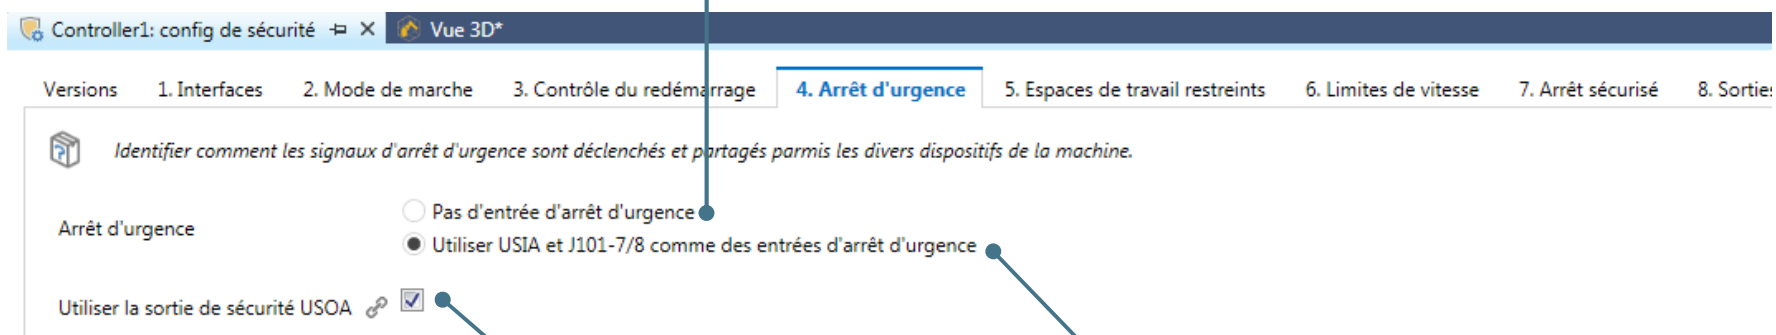 Controller1: config de sécurité Vue 3D*
Versions 1. Interfaces 2. Mode de marche 3. Contrôle du redémarrage 4. Arrêt d'urgence 5. Espaces de travail restreints 6. Limites de vitesse 7. Arrêt sécurisé 8. Sorties
Identifier comment les signaux d'arrêt d'urgence sont déclenchés et partagés parmis les divers dispositifs de la machine.
Pas d'entrée d'arrêt d'urgence
Arrêt d'urgence
Utiliser USIA et J101-7/8 comme des entrées d'arrêt d'urgence
Utiliser la sortie de sécurité USOA